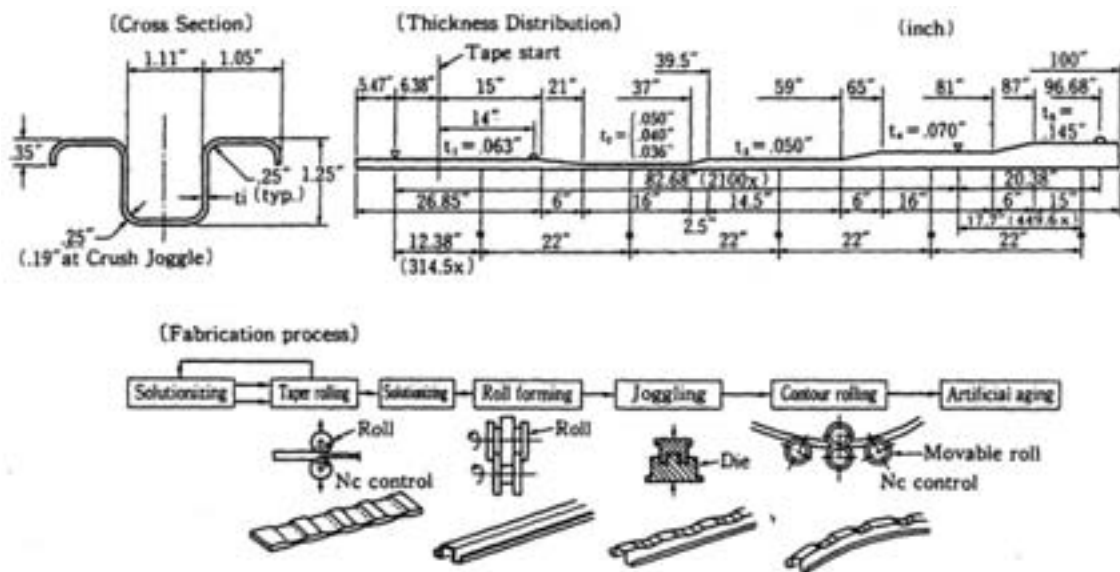 (Cross Section)
1.11" 1.05"
.35"
.25" 1.25"
ti (typ.)
.25"
(.19"at Crush Joggle)
(Thickness Distribution) (inch)
Tape start
39.5" 100"
5.47" 6.38" 15" 21" 37" 59" 65" 81" 87" 96.68"
14"
t₁=.063"
t₂= .050" .040" .036"
t₃=.050"
t₄=.070"
=.145"
82.68"(2100x) 20.38"
26.85" 6" 16" 14.5" 6" 16" 6" 15"
2.5" 17.7"(449.6x)
12.38" 22" 22" 22" 22"
(314.5x)
(Fabrication process)
Solutionizing Taper rolling Solutionizing Roll forming Joggling Contour rolling Artificial aging
Roll Roll Die Movable roll
Nc control Nc control